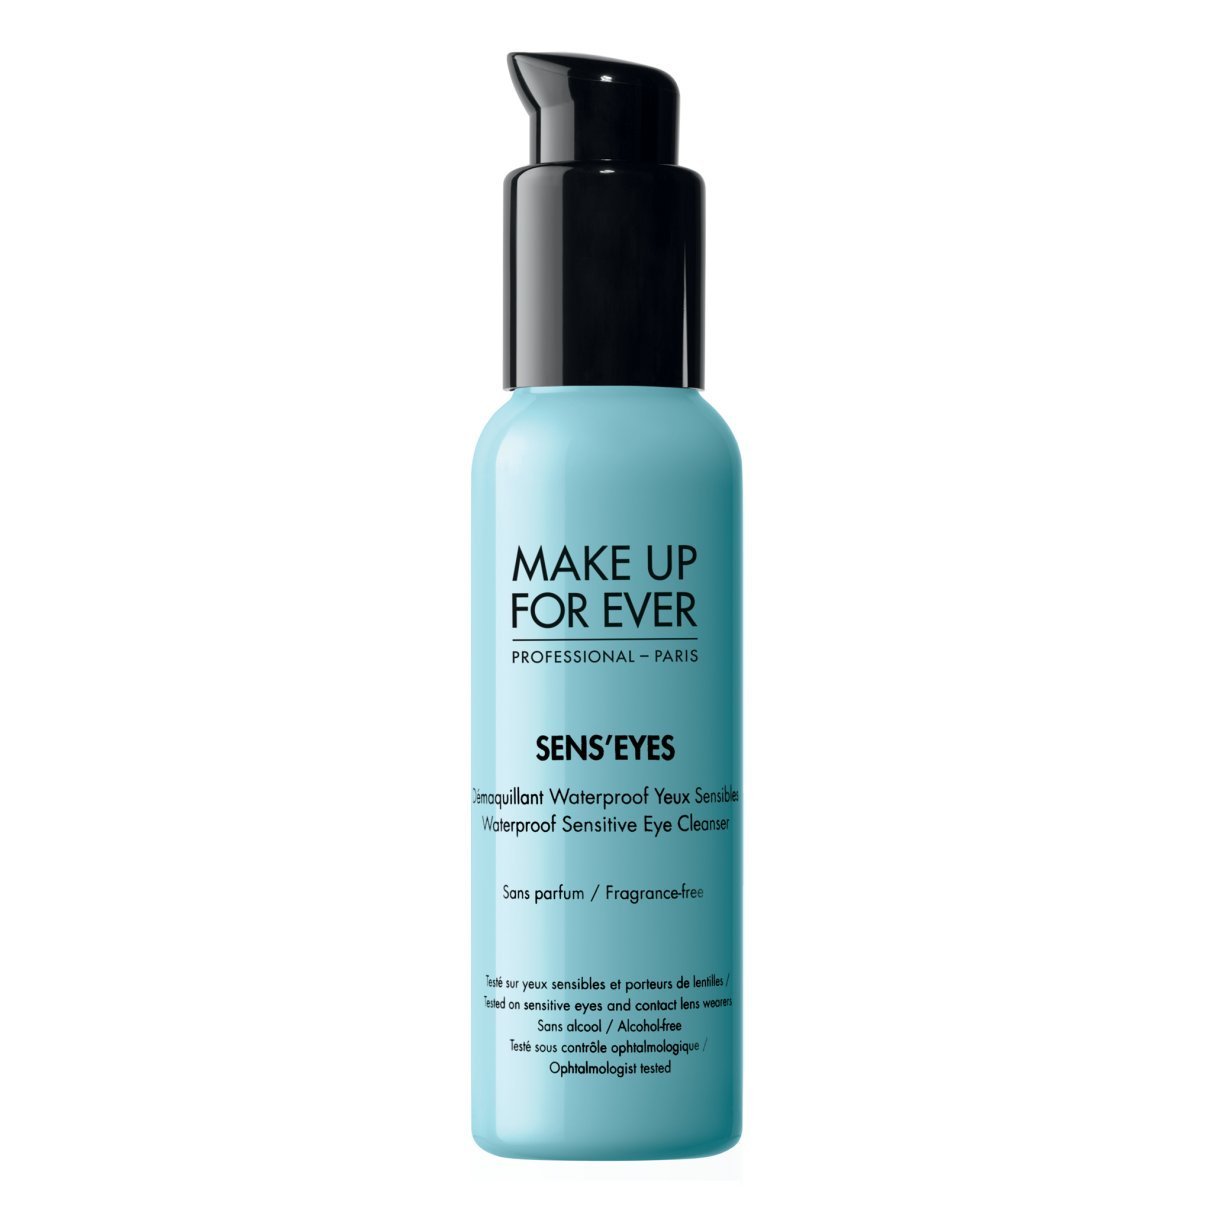 MAKE UP
FOR EVER
PROFESSIONAL – PARIS
SENS'EYES
Démaquillant Waterproof Yeux Sensibles
Waterproof Sensitive Eye Cleanser
Sans parfum / Fragrance-free
Testé sur yeux sensibles et porteurs de lentilles /
Tested on sensitive eyes and contact lens wearers
Sans alcool / Alcohol-free
Testé sous contrôle ophtalmologique /
Ophtalmologist tested